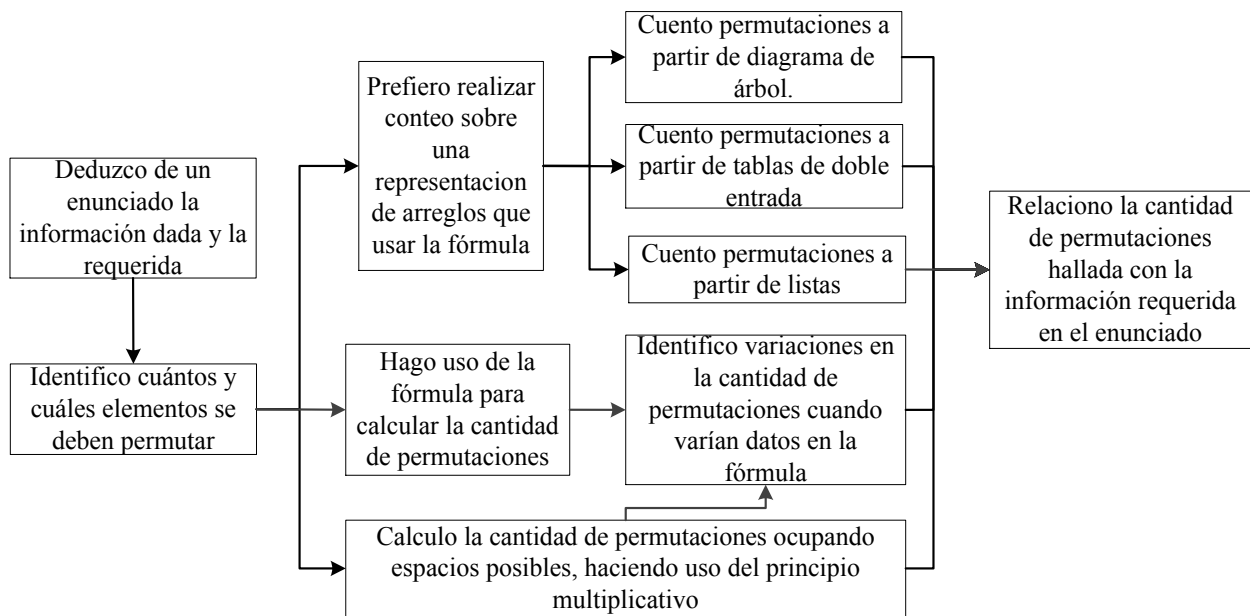 Deduzco de un
enunciado la
información dada y la
requerida
Identifico cuántos y
cuáles elementos se
deben permutar
Prefiero realizar
conteo sobre
una
representacion
de arreglos que
usar la fórmula
Hago uso de la
fórmula para
calcular la cantidad
de permutaciones
Calculo la cantidad de permutaciones ocupando
espacios posibles, haciendo uso del principio
multiplicativo
Cuento permutaciones a
partir de diagrama de
árbol.
Cuento permutaciones a
partir de tablas de doble
entrada
Cuento permutaciones a
partir de listas
Identifico variaciones en
la cantidad de
permutaciones cuando
varían datos en la
fórmula
Relaciono la cantidad
de permutaciones
hallada con la
información requerida
en el enunciado